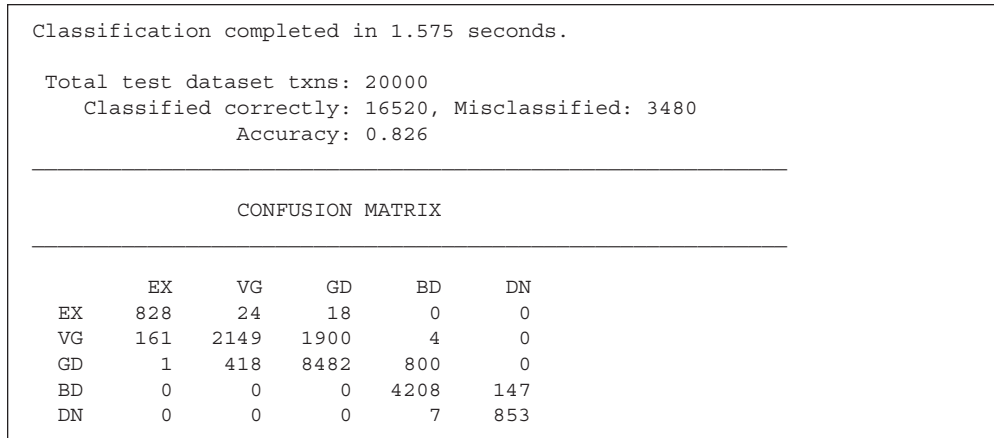 Classification completed in 1.575 seconds.
Total test dataset txns: 20000
Classified correctly: 16520, Misclassified: 3480
Accuracy: 0.826
CONFUSION MATRIX
EX VG GD BD DN
EX 828 24 18 0 0
VG 161 2149 1900 4 0
GD 1 418 8482 800 0
BD 0 0 0 4208 147
DN 0 0 0 7 853